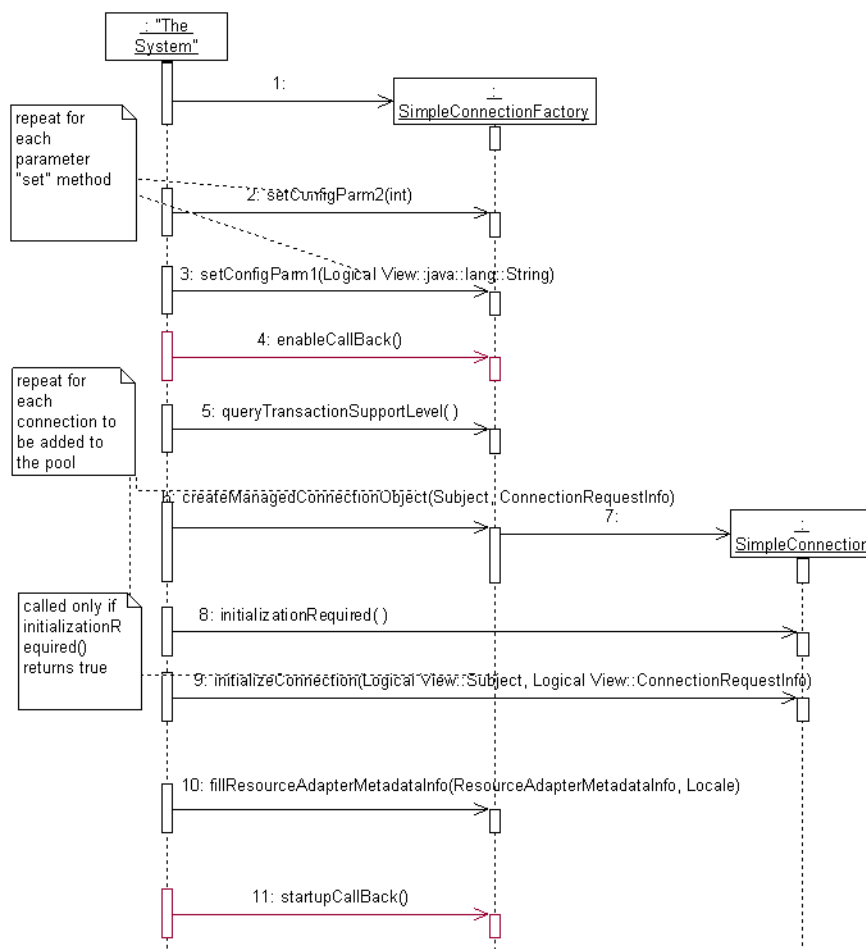 : "The
System"
1:
:
SimpleConnectionFactory
repeat for
each
parameter
"set" method
2: setConfigParm2(int)
3: setConfigParm1(Logical View::java::lang::String)
4: enableCallBack()
repeat for
each
connection to
be added to
the pool
5: queryTransactionSupportLevel( )
6: createManagedConnectionObject(Subject, ConnectionRequestInfo)
7:
:
SimpleConnection
called only if
initializationR
equired()
returns true
8: initializationRequired( )
9: initializeConnection(Logical View::Subject, Logical View::ConnectionRequestInfo)
10: fillResourceAdapterMetadataInfo(ResourceAdapterMetadataInfo, Locale)
11: startupCallBack()